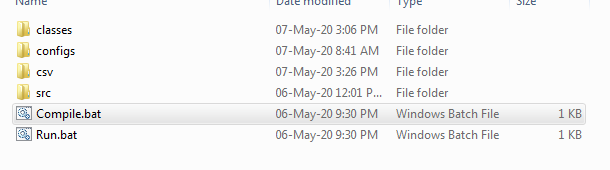 Name Date modified Type Size
classes 07-May-20 3:06 PM File folder
configs 07-May-20 8:41 AM File folder
csv 07-May-20 3:26 PM File folder
src 06-May-20 12:01 P... File folder
Compile.bat 06-May-20 9:30 PM Windows Batch File 1 KB
Run.bat 06-May-20 9:30 PM Windows Batch File 1 KB